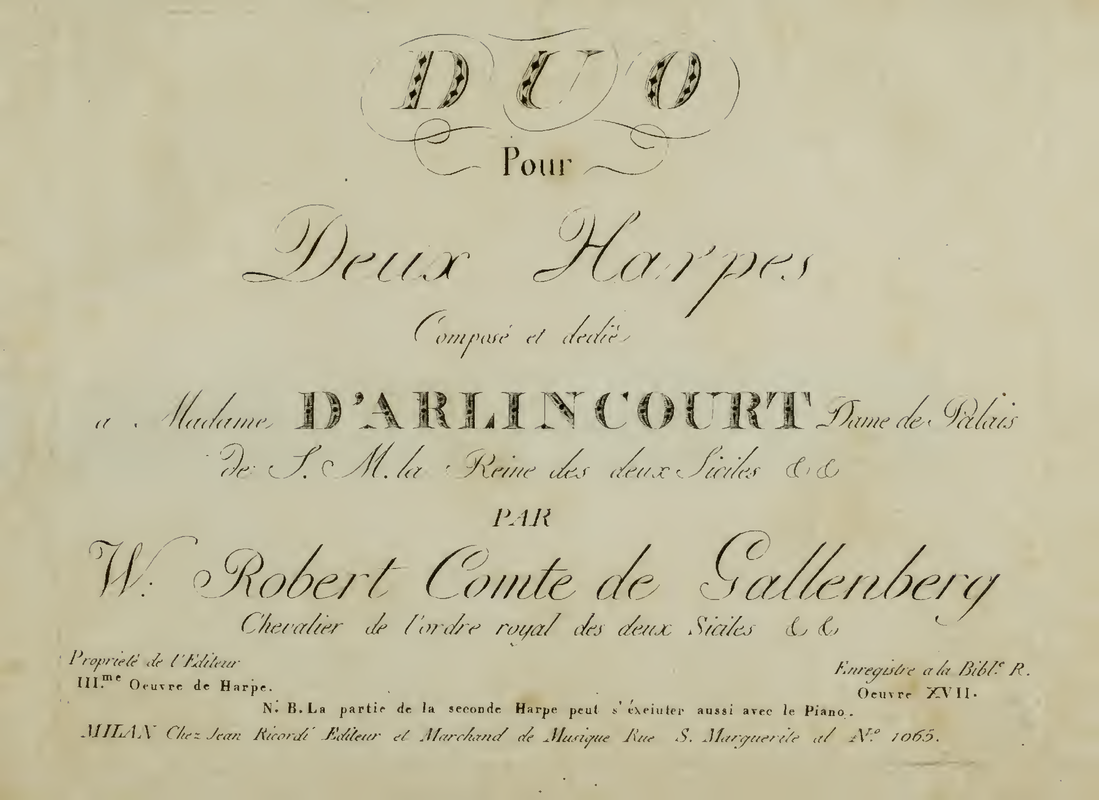 DUO
Pour
Deux Harpes
Composé et dedié
a Madame D'ARLINCOURT Dame de Palais
de S. M. la Reine des deux Siciles & &
PAR
W. Robert Comte de Gallenberg
Chevalier de l'ordre royal des deux Siciles & &
Proprieté de l'Editeur
Enregistre a la Bibl.e R.
III.me Oeuvre de Harpe.
Oeuvre XVII.
N. B. La partie de la seconde Harpe peut s'éxeiuter aussi avec le Piano.
MILAN Chez Jean Ricordi Editeur et Marchand de Musique Rue S. Marguerite al N.o 1065.